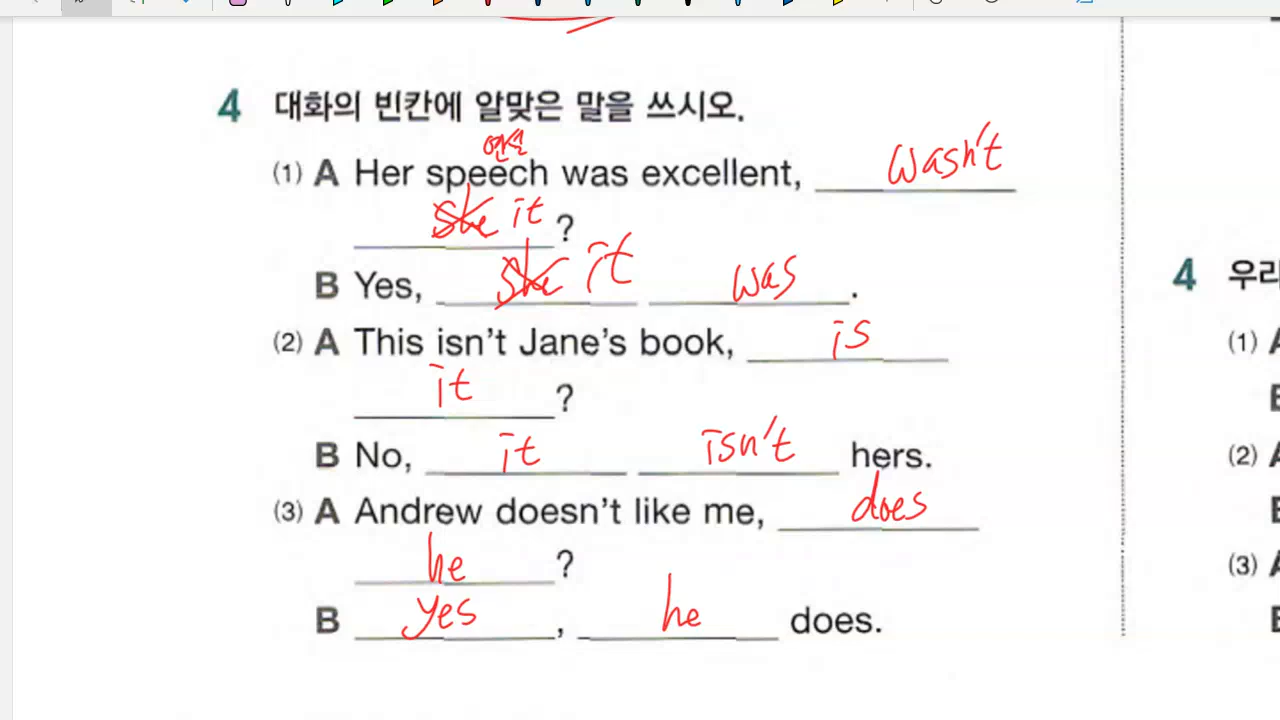 4 대화의 빈칸에 알맞은 말을 쓰시오.
연설
(1) A Her speech was excellent, wasn't
she it ?
B Yes, she it was .
(2) A This isn't Jane's book, is
it ?
B No, it isn't hers.
(3) A Andrew doesn't like me, does
he ?
B yes , he does.
4 우리
(1)
(2)
(3)